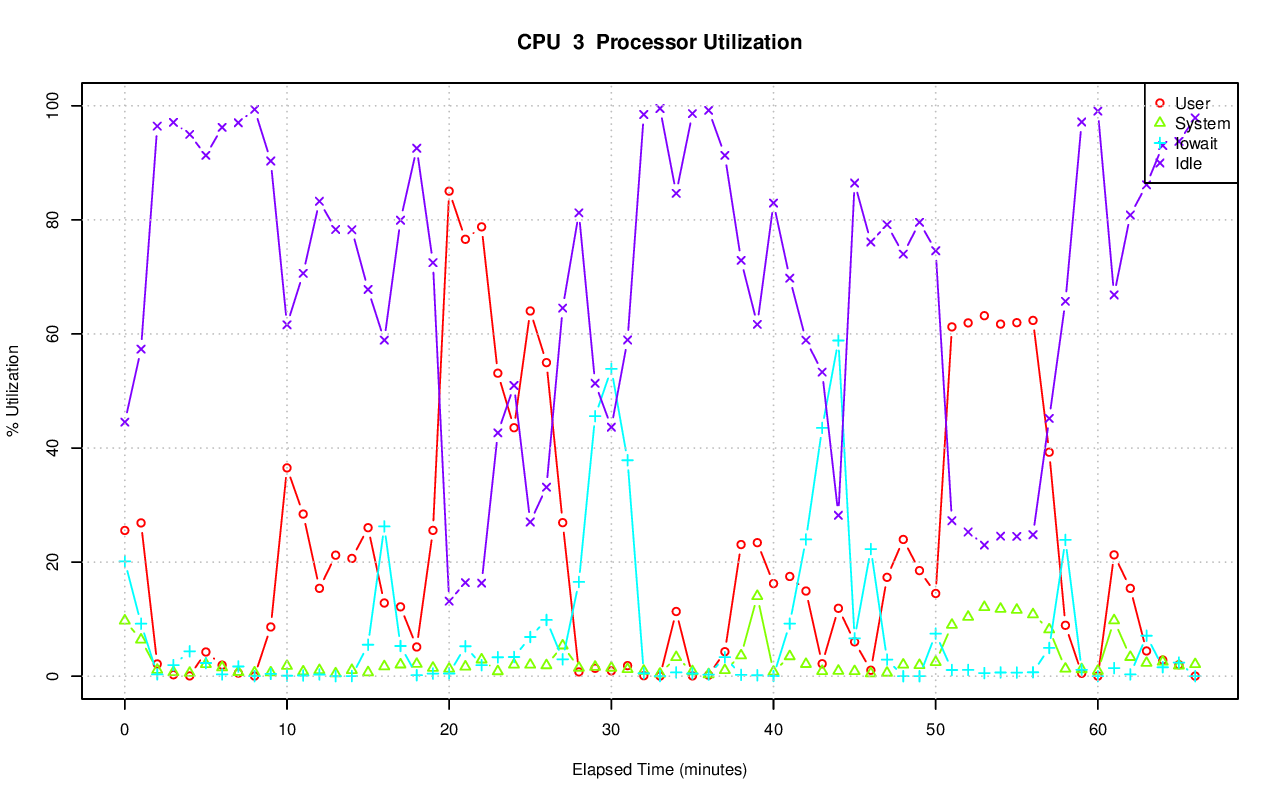 CPU  3  Processor Utilization
% Utilization
100
80
60
40
20
0
User
System
Iowait
Idle
0 10 20 30 40 50 60
Elapsed Time (minutes)